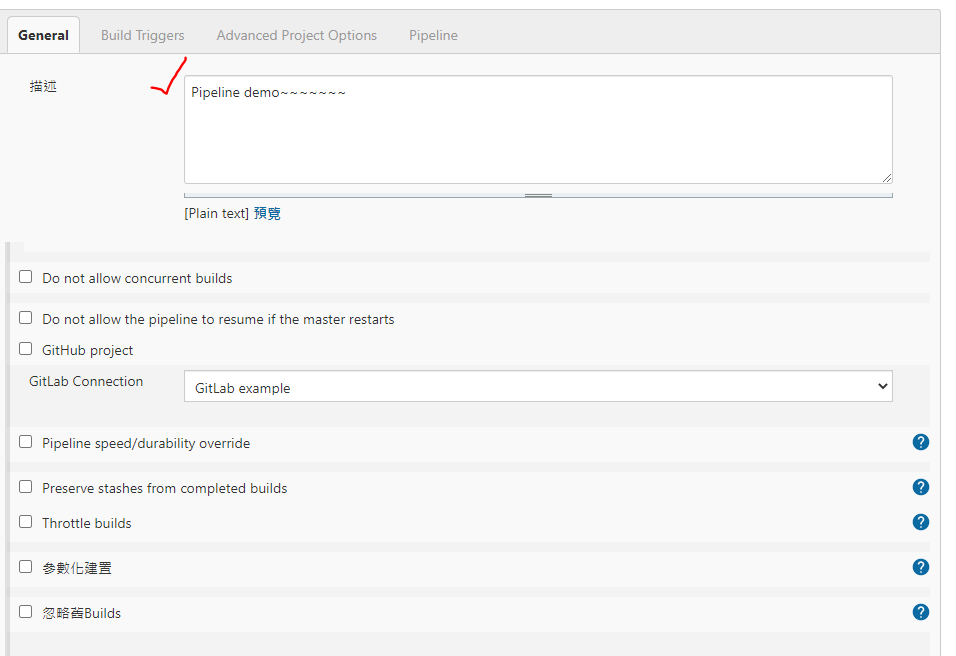 General Build Triggers Advanced Project Options Pipeline
描述
Pipeline demo~~~~~~~
[Plain text] 預覽
Do not allow concurrent builds
Do not allow the pipeline to resume if the master restarts
GitHub project
GitLab Connection GitLab example
Pipeline speed/durability override ?
Preserve stashes from completed builds ?
Throttle builds ?
參數化建置 ?
忽略舊Builds ?